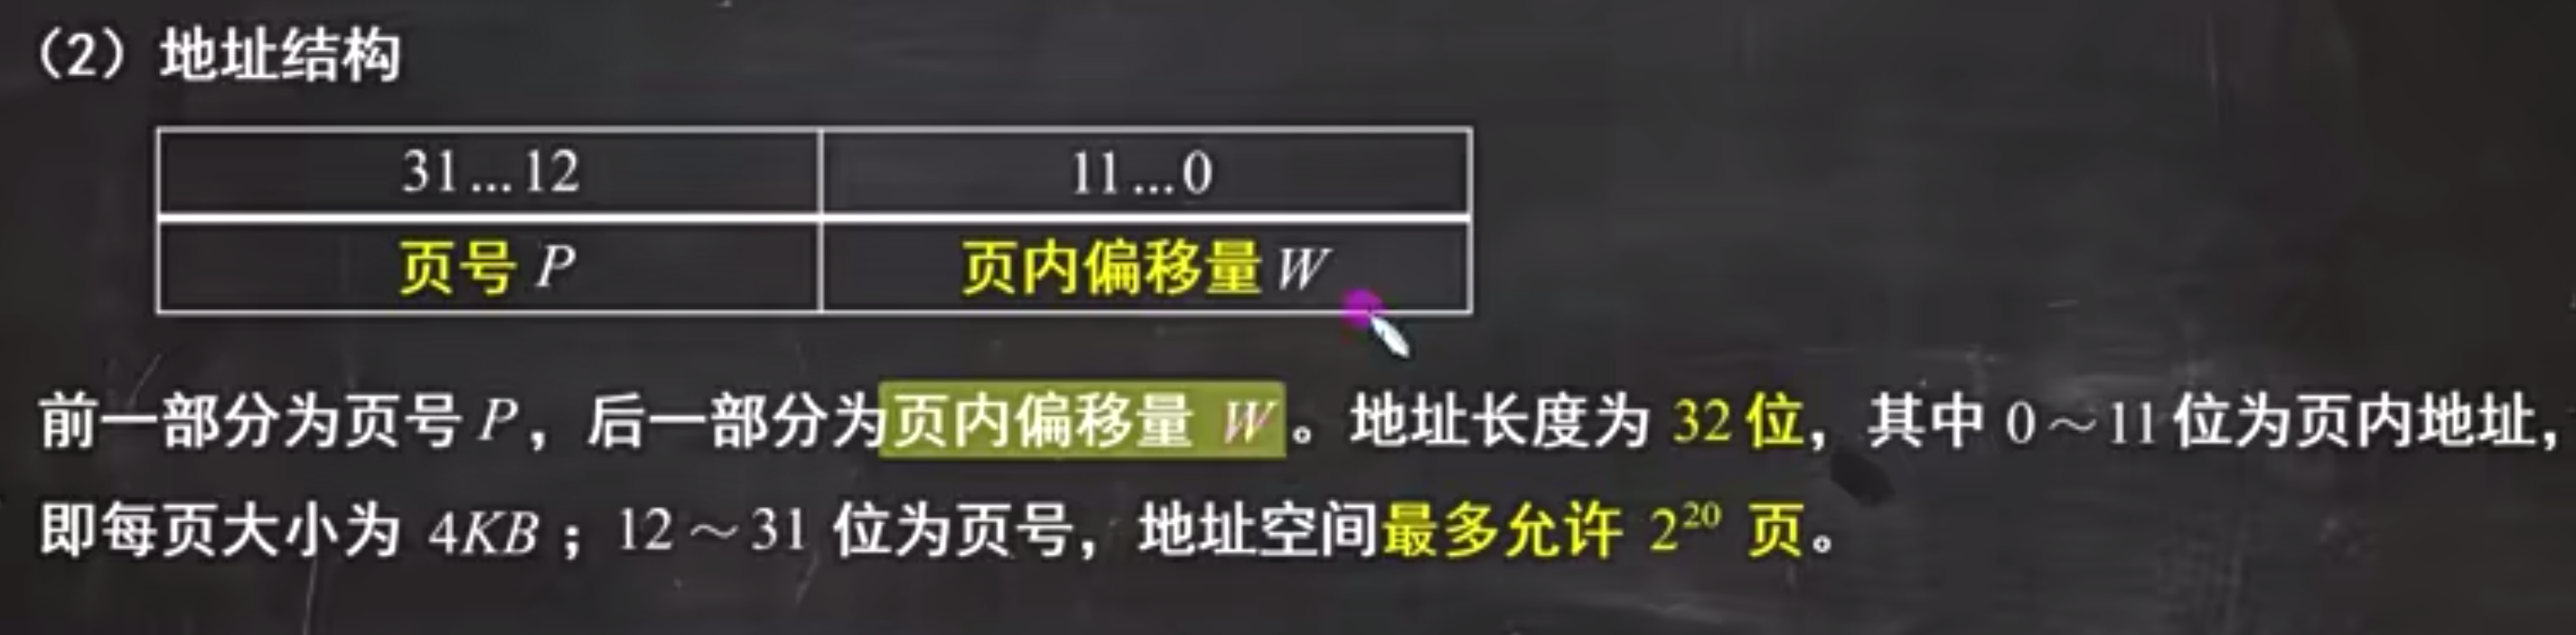 （2）地址结构
31...12 11...0
页号 P 页内偏移量 W
前一部分为页号 P，后一部分为页内偏移量 W。地址长度为 32 位，其中 0～11 位为页内地址，
即每页大小为 4KB；12～31 位为页号，地址空间最多允许 2²⁰ 页。